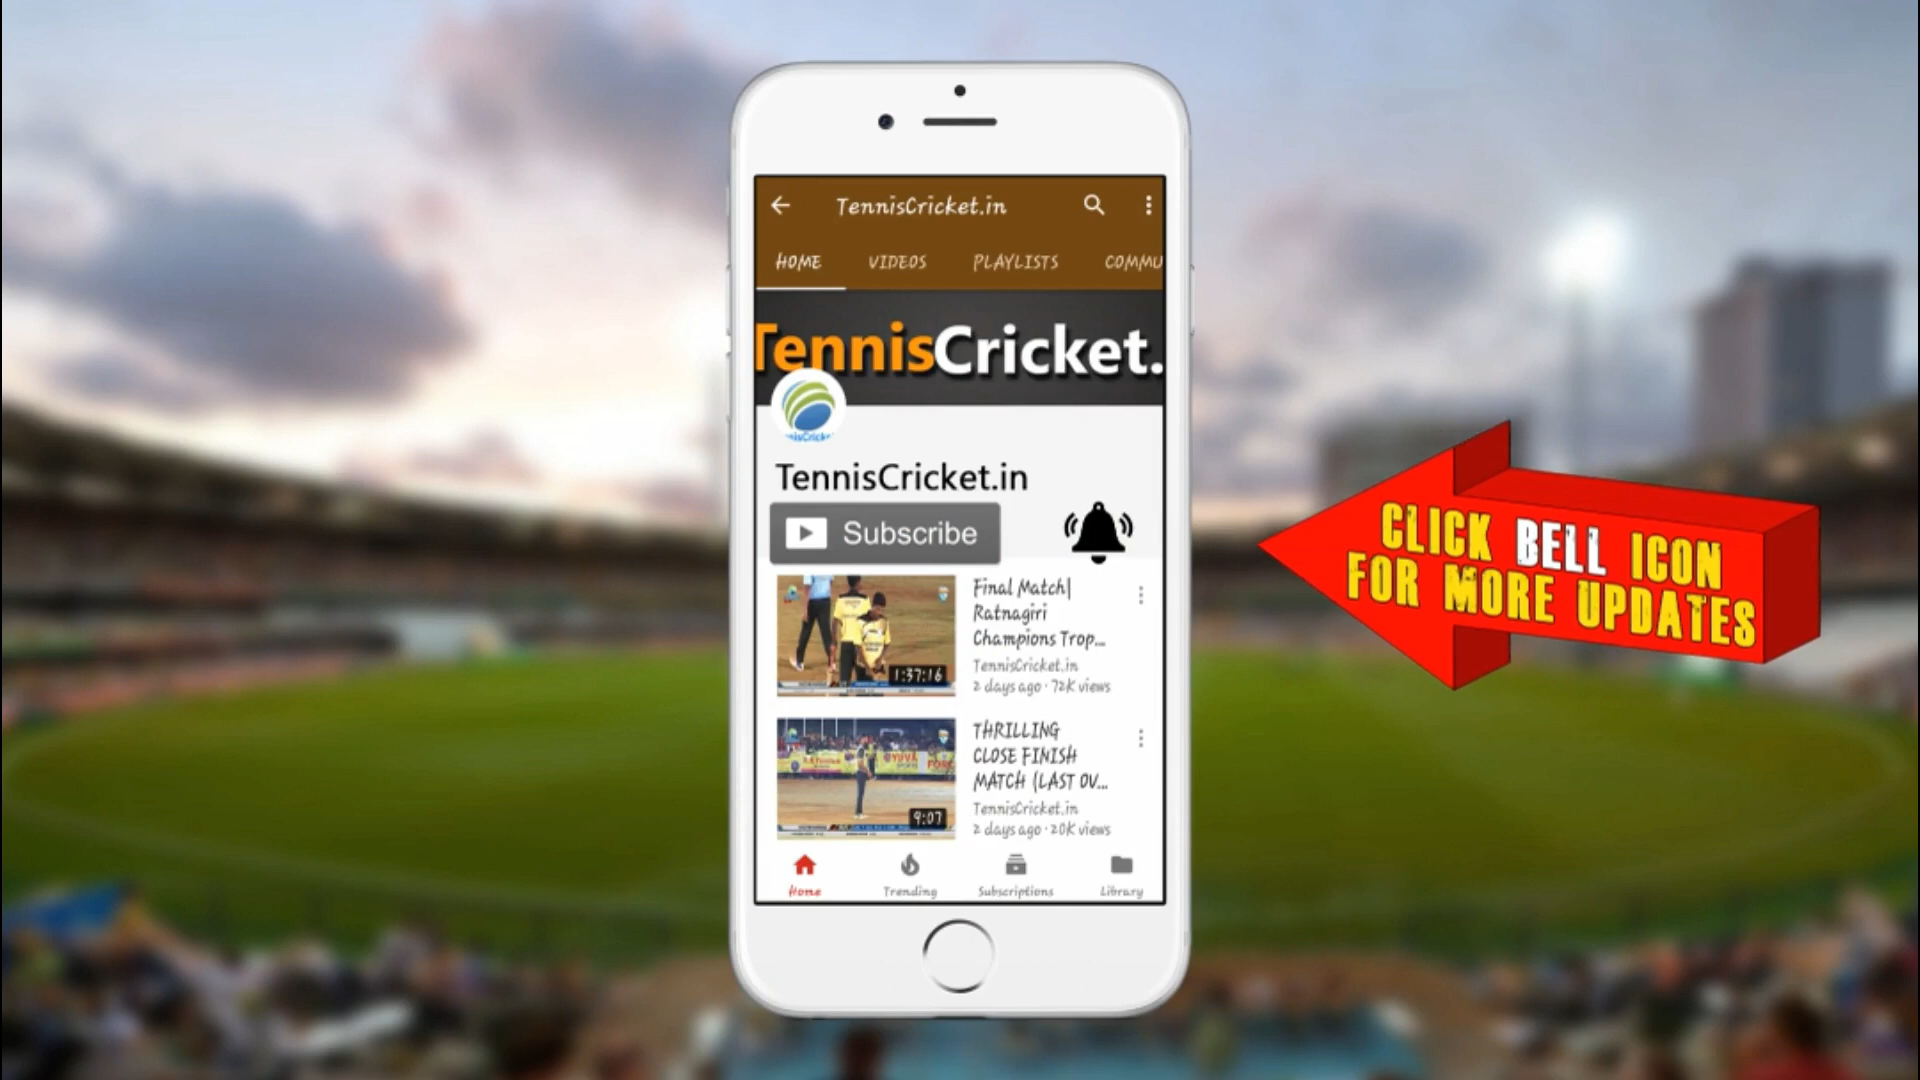 TennisCricket.in
HOME VIDEOS PLAYLISTS COMMU
TennisCricket.
TennisCricket.in
Subscribe
Final Match|
Ratnagiri
Champions Trop...
TennisCricket.in
2 days ago · 72K views
1:37:16
THRILLING
CLOSE FINISH
MATCH (LAST OV...
TennisCricket.in
2 days ago · 20K views
9:07
Home Trending Subscriptions Library
CLICK BELL ICON
FOR MORE UPDATES